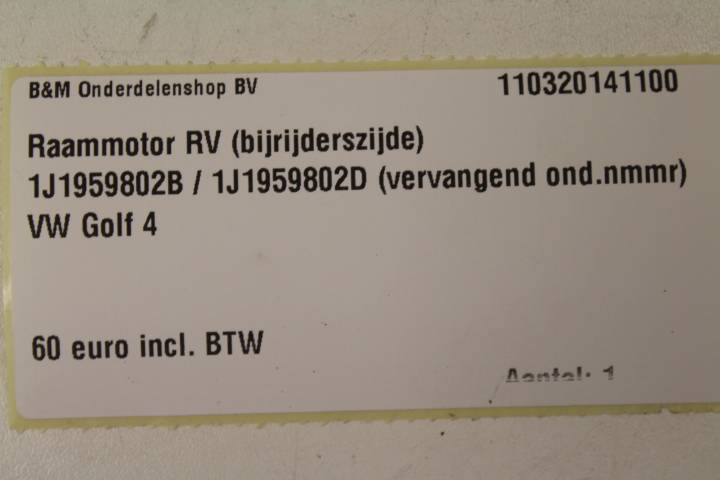 B&M Onderdelenshop BV
110320141100
Raammotor RV (bijrijderszijde)
1J1959802B / 1J1959802D (vervangend ond.nmmr)
VW Golf 4
60 euro incl. BTW
Aantal: 1